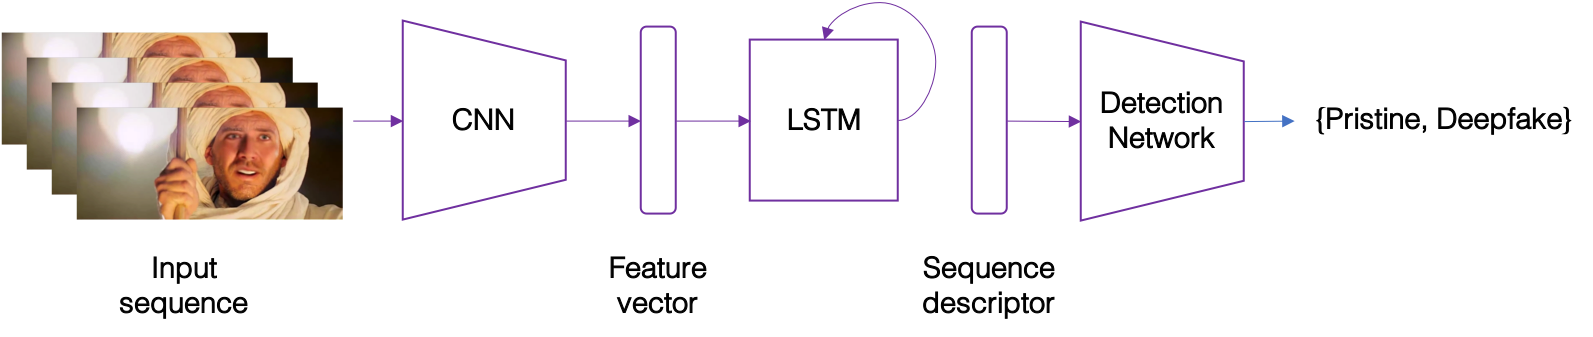 CNN
LSTM
Detection
Network
{Pristine, Deepfake}
Input
sequence
Feature
vector
Sequence
descriptor